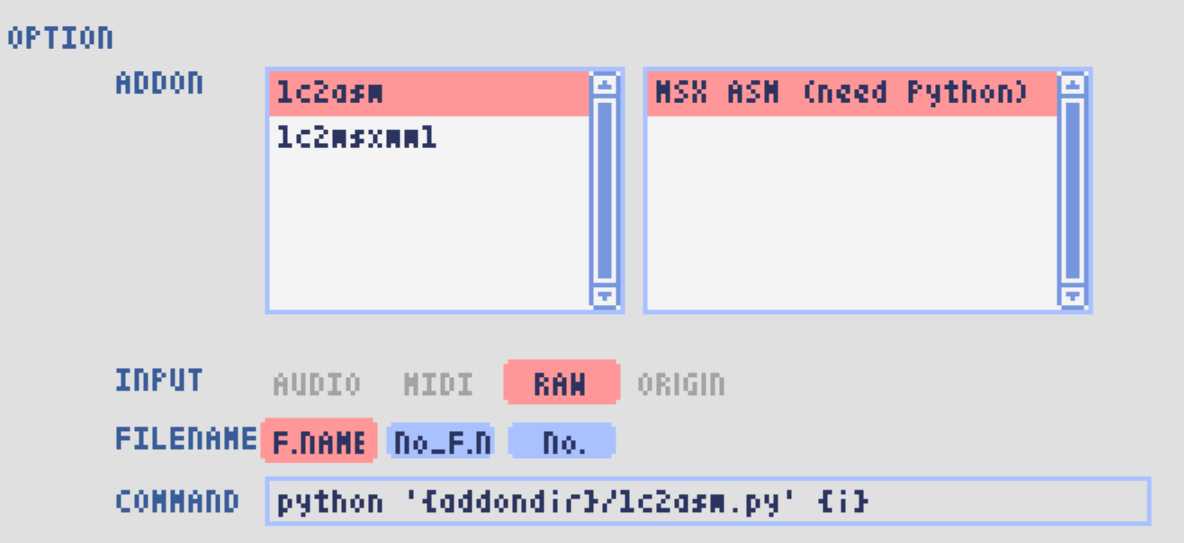 OPTION
ADDON
lc2asm
MSX ASM (need Python)
lc2msxmml
INPUT AUDIO MIDI RAW ORIGIN
FILENAME F.NAME No_F.N No.
COMMAND python '{addondir}/lc2asm.py' {i}